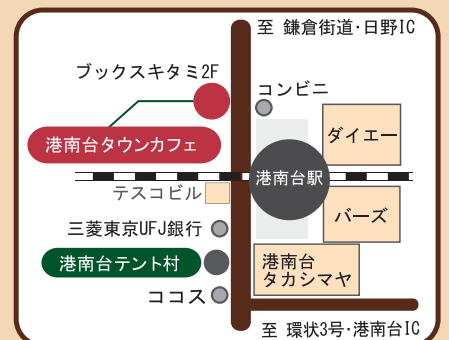 至 鎌倉街道・日野IC
ブックスキタミ2F
コンビニ
ダイエー
港南台タウンカフェ
港南台駅
テスコビル
バーズ
三菱東京UFJ銀行
港南台テント村
港南台
タカシマヤ
ココス
至 環状3号・港南台IC